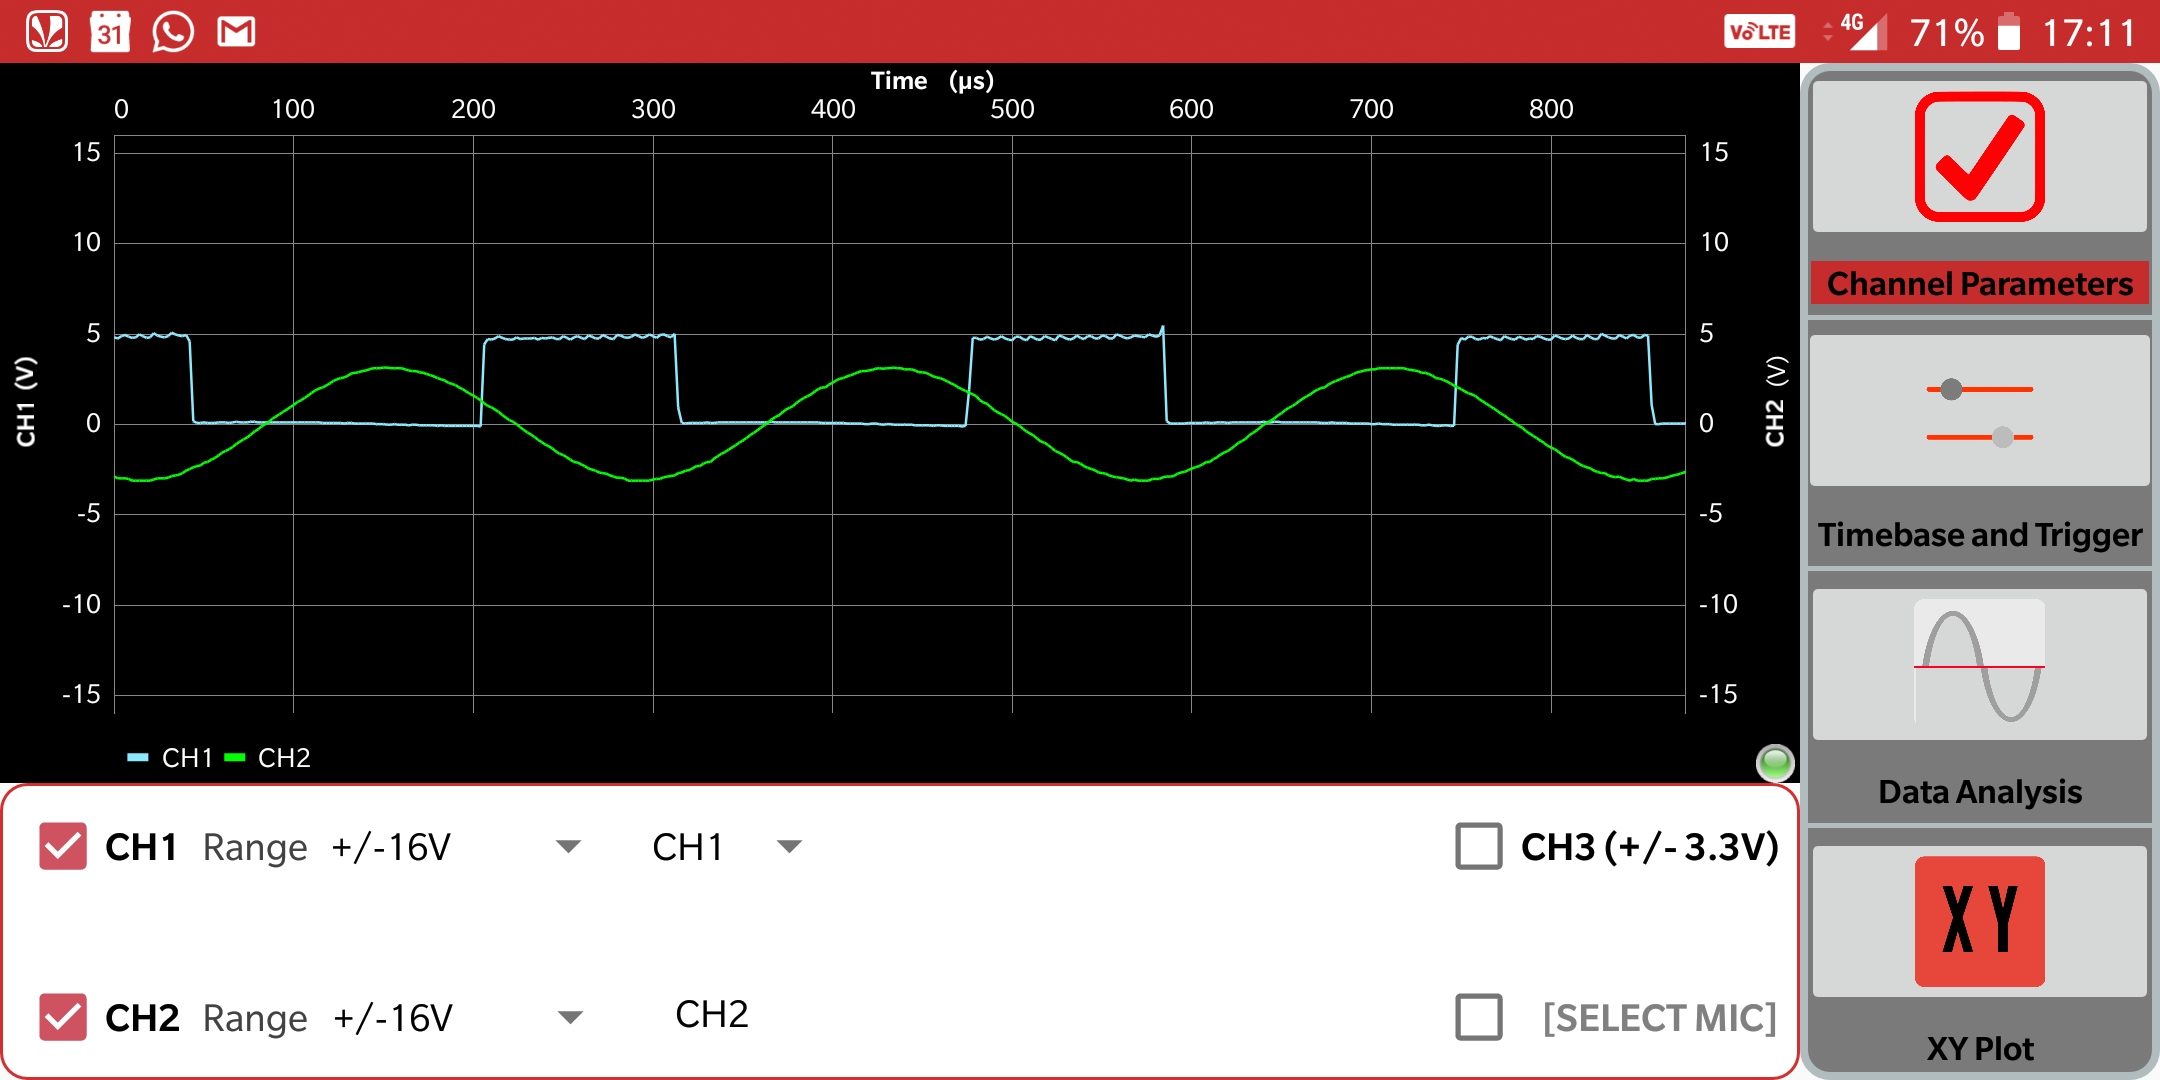 31 VoLTE 4G 71% 17:11
Time (µs)
0 100 200 300 400 500 600 700 800
15 15
10 10
5 5
0 0
-5 -5
-10 -10
-15 -15
CH1 (V)
CH2 (V)
CH1 CH2
CH1 Range +/-16V CH1 CH3 (+/- 3.3V)
CH2 Range +/-16V CH2 [SELECT MIC]
Channel Parameters
Timebase and Trigger
Data Analysis
XY
XY Plot